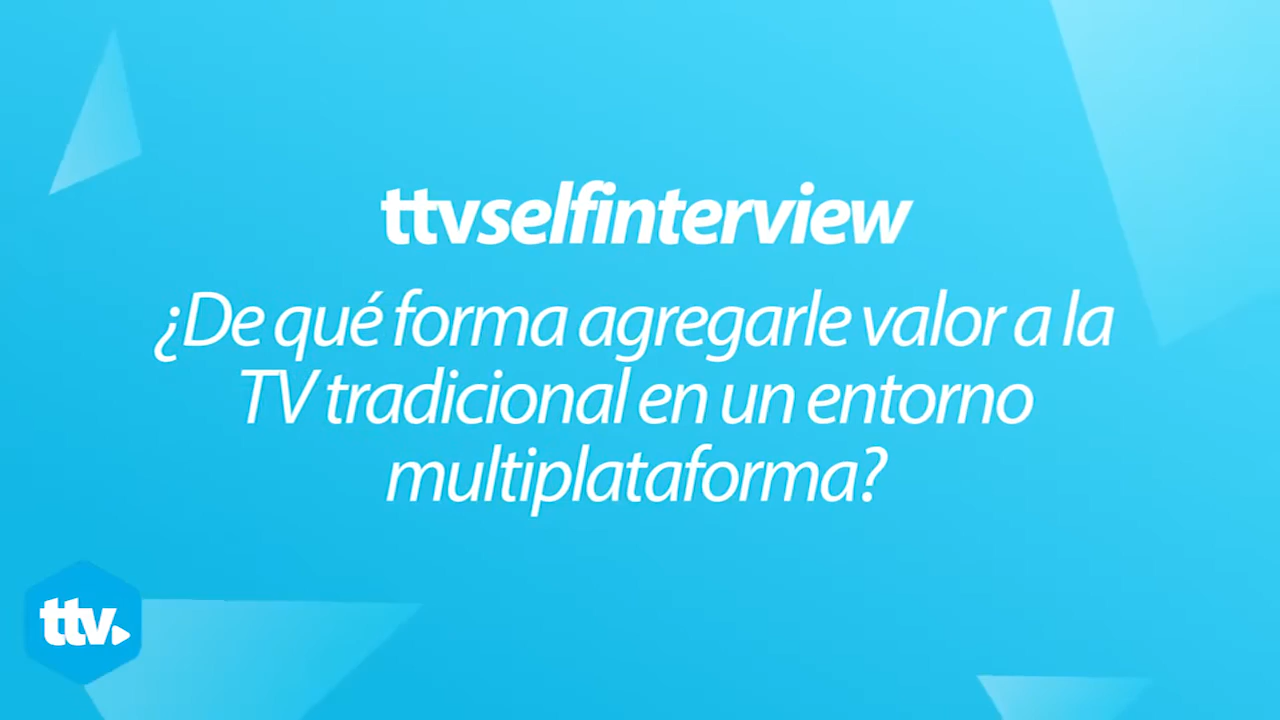 ttvselfinterview
¿De qué forma agregarle valor a la
TV tradicional en un entorno
multiplataforma?
ttv